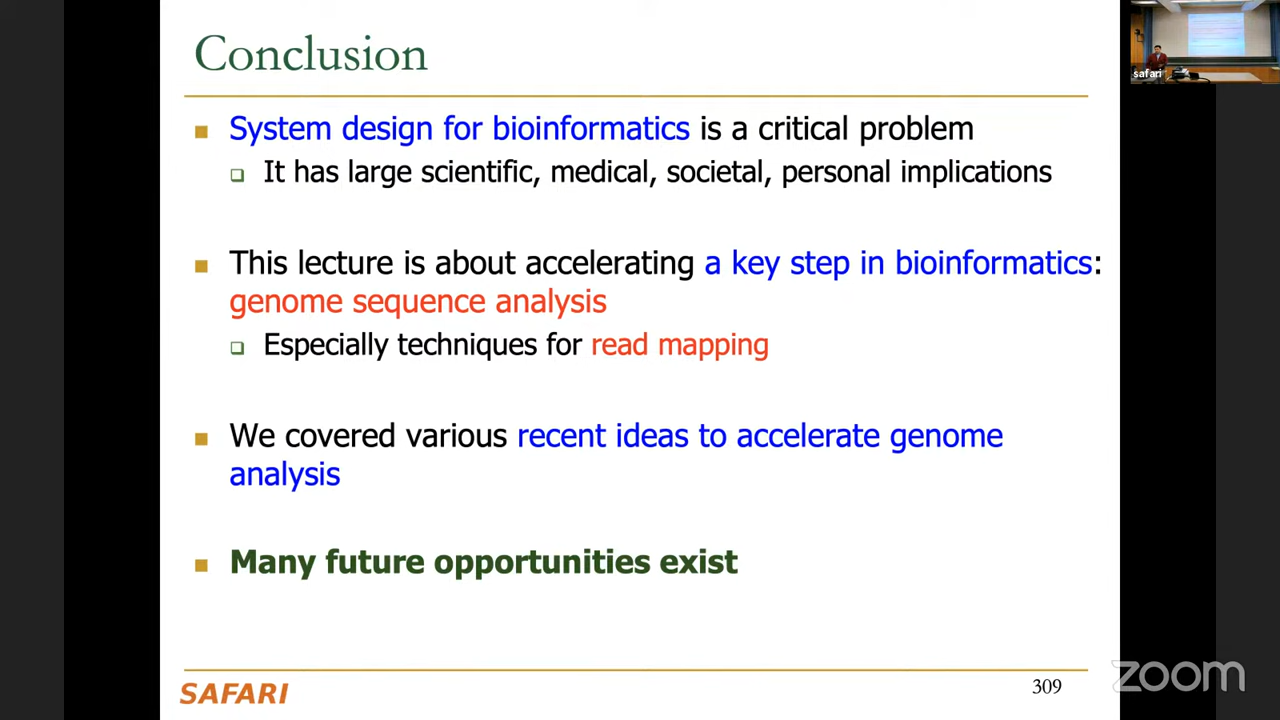 Conclusion
System design for bioinformatics is a critical problem
It has large scientific, medical, societal, personal implications
This lecture is about accelerating a key step in bioinformatics:
genome sequence analysis
Especially techniques for read mapping
We covered various recent ideas to accelerate genome
analysis
Many future opportunities exist
SAFARI
309
safari
zoom